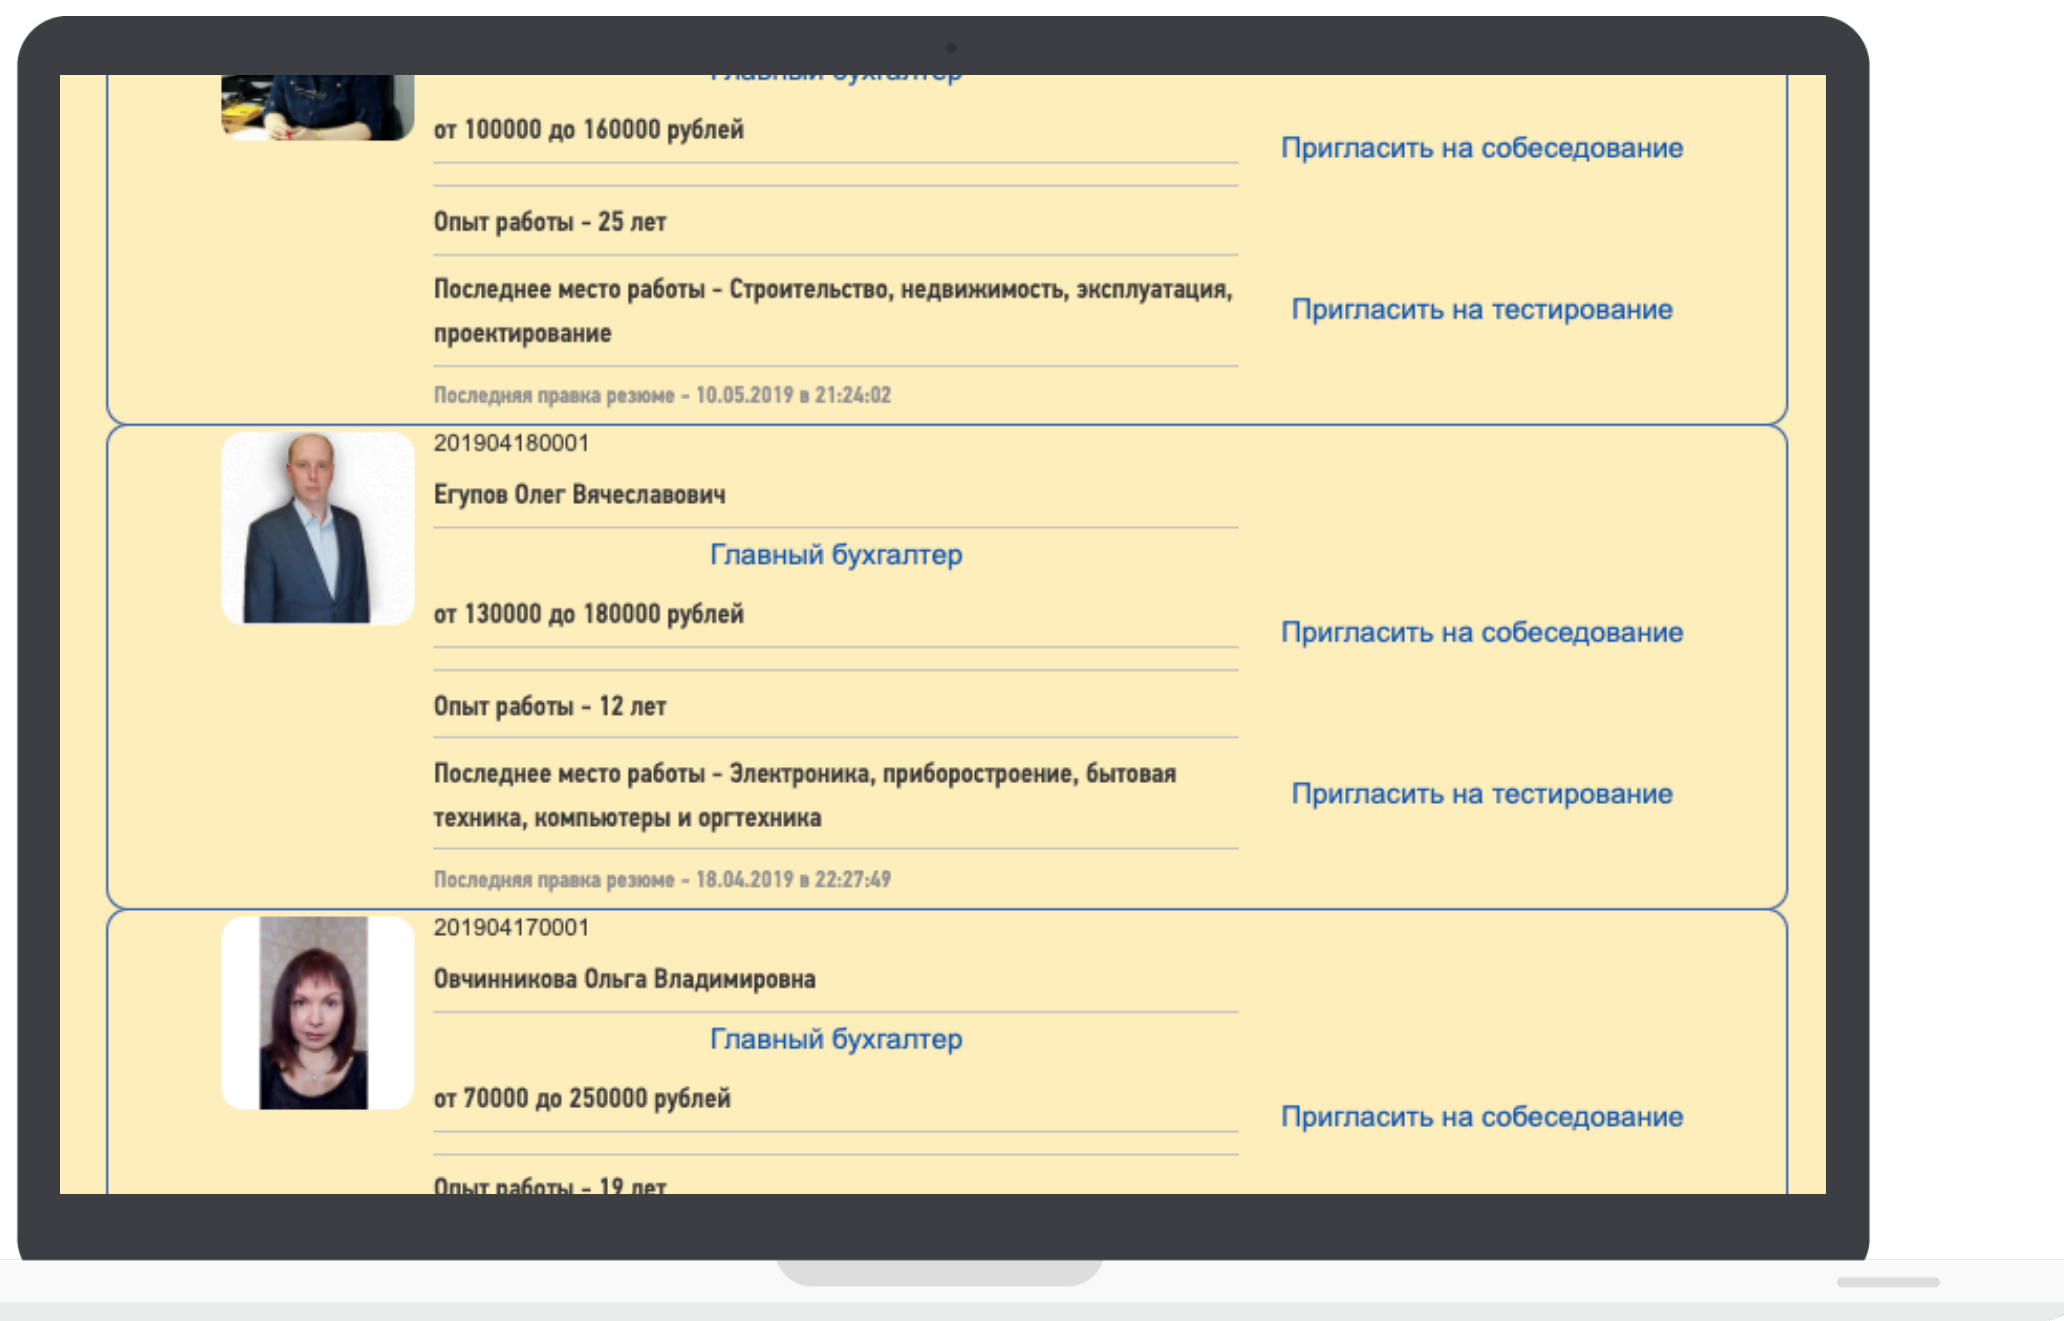 Главный бухгалтер
от 100000 до 160000 рублей
Пригласить на собеседование
Опыт работы - 25 лет
Последнее место работы - Строительство, недвижимость, эксплуатация,
проектирование
Пригласить на тестирование
Последняя правка резюме - 10.05.2019 в 21:24:02
201904180001
Егупов Олег Вячеславович
Главный бухгалтер
от 130000 до 180000 рублей
Пригласить на собеседование
Опыт работы - 12 лет
Последнее место работы - Электроника, приборостроение, бытовая
техника, компьютеры и оргтехника
Пригласить на тестирование
Последняя правка резюме - 18.04.2019 в 22:27:49
201904170001
Овчинникова Ольга Владимировна
Главный бухгалтер
от 70000 до 250000 рублей
Пригласить на собеседование
Опыт работы - 19 лет